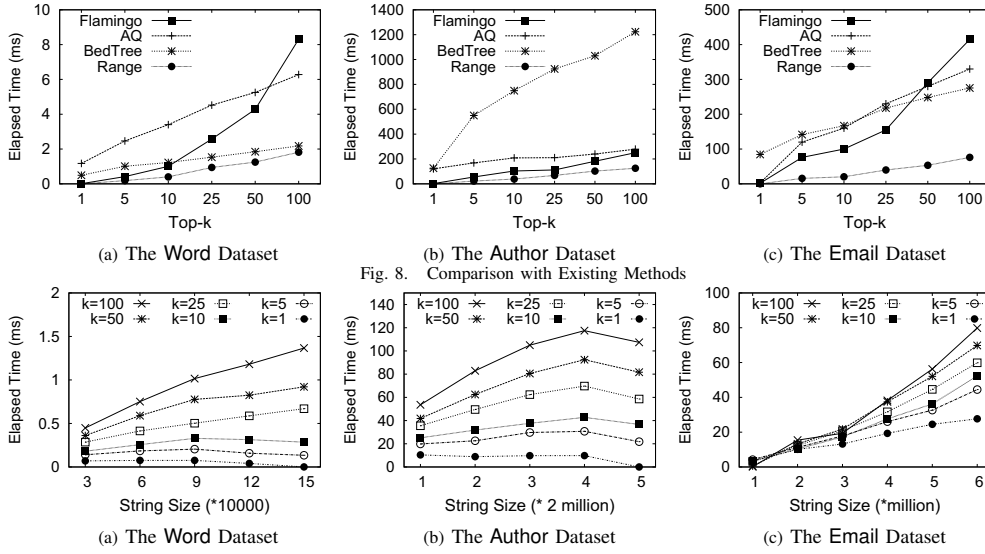 Elapsed Time (ms)
10
8
6
4
2
0
Flamingo
AQ
BedTree
Range
1 5 10 25 50 100
Top-k
(a) The Word Dataset
Elapsed Time (ms)
1400
1200
1000
800
600
400
200
0
Flamingo
AQ
BedTree
Range
1 5 10 25 50 100
Top-k
(b) The Author Dataset
Elapsed Time (ms)
500
400
300
200
100
0
Flamingo
AQ
BedTree
Range
1 5 10 25 50 100
Top-k
(c) The Email Dataset
Fig. 8. Comparison with Existing Methods
Elapsed Time (ms)
2
1.5
1
0.5
0
k=100 k=25 k=5
k=50 k=10 k=1
3 6 9 12 15
String Size (*10000)
(a) The Word Dataset
Elapsed Time (ms)
140
120
100
80
60
40
20
0
k=100 k=25 k=5
k=50 k=10 k=1
1 2 3 4 5
String Size (* 2 million)
(b) The Author Dataset
Elapsed Time (ms)
100
80
60
40
20
0
k=100 k=25 k=5
k=50 k=10 k=1
1 2 3 4 5 6
String Size (*million)
(c) The Email Dataset